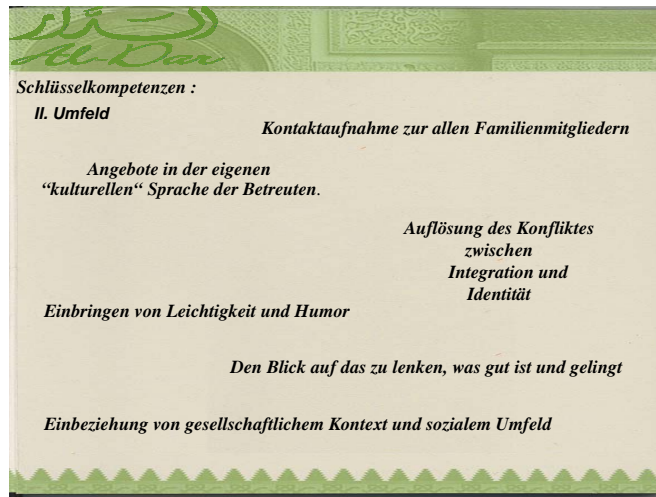 الدار
Al-Dar
Schlüsselkompetenzen :
II. Umfeld
Kontaktaufnahme zur allen Familienmitgliedern
Angebote in der eigenen
“kulturellen“ Sprache der Betreuten.
Auflösung des Konfliktes
zwischen
Integration und
Identität
Einbringen von Leichtigkeit und Humor
Den Blick auf das zu lenken, was gut ist und gelingt
Einbeziehung von gesellschaftlichem Kontext und sozialem Umfeld